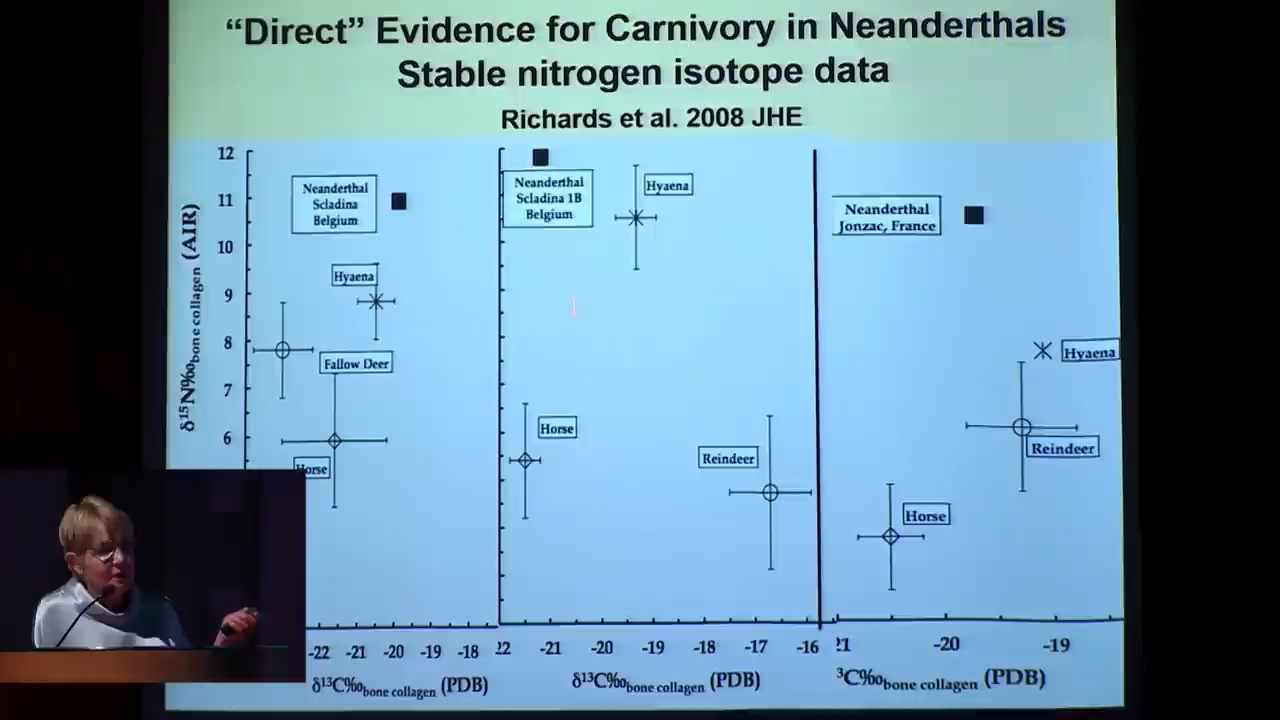 “Direct” Evidence for Carnivory in Neanderthals
Stable nitrogen isotope data
Richards et al. 2008 JHE
δ15N‰bone collagen (AIR)
12
11
10
9
8
7
6
Neanderthal
Scladina
Belgium
Hyaena
Fallow Deer
Horse
-22 -21 -20 -19 -18
δ13C‰bone collagen (PDB)
Neanderthal
Scladina 1B
Belgium
Hyaena
Horse
Reindeer
22 -21 -20 -19 -18 -17 -16
δ13C‰bone collagen (PDB)
Neanderthal
Jonzac, France
Hyaena
Reindeer
Horse
-20 -19
3C‰bone collagen (PDB)